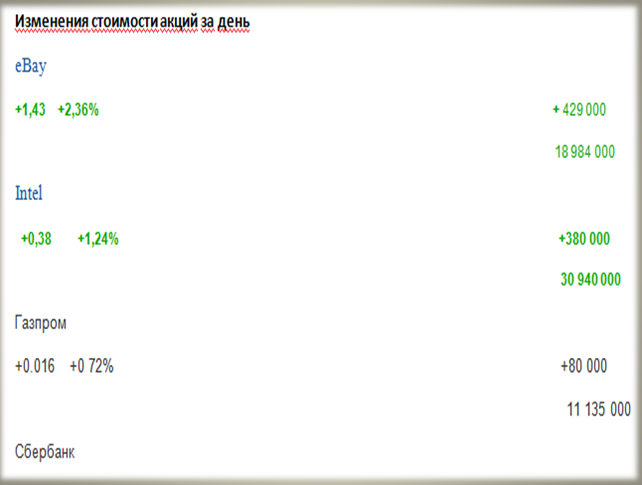 Изменения стоимости акций за день
eBay
+1,43 +2,36% + 429 000
18 984 000
Intel
+0,38 +1,24% +380 000
30 940 000
Газпром
+0.016 +0 72% +80 000
11 135 000
Сбербанк